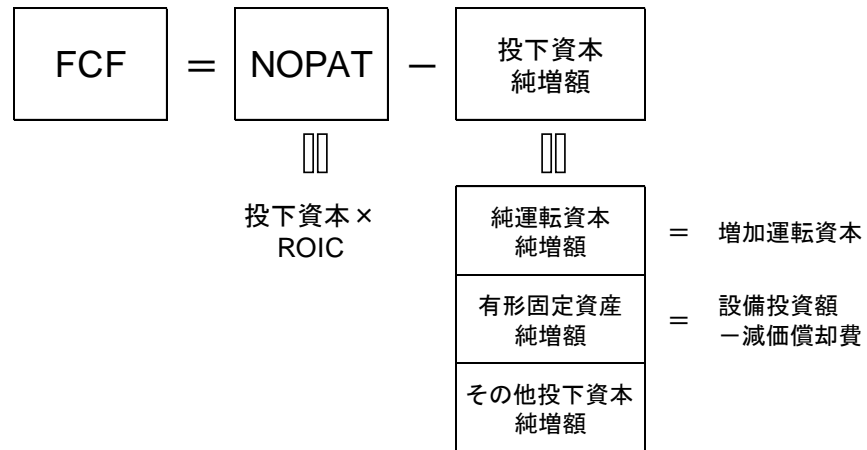 FCF = NOPAT − 投下資本
純増額
投下資本×
ROIC
純運転資本
純増額
= 増加運転資本
有形固定資産
純増額
= 設備投資額
−減価償却費
その他投下資本
純増額